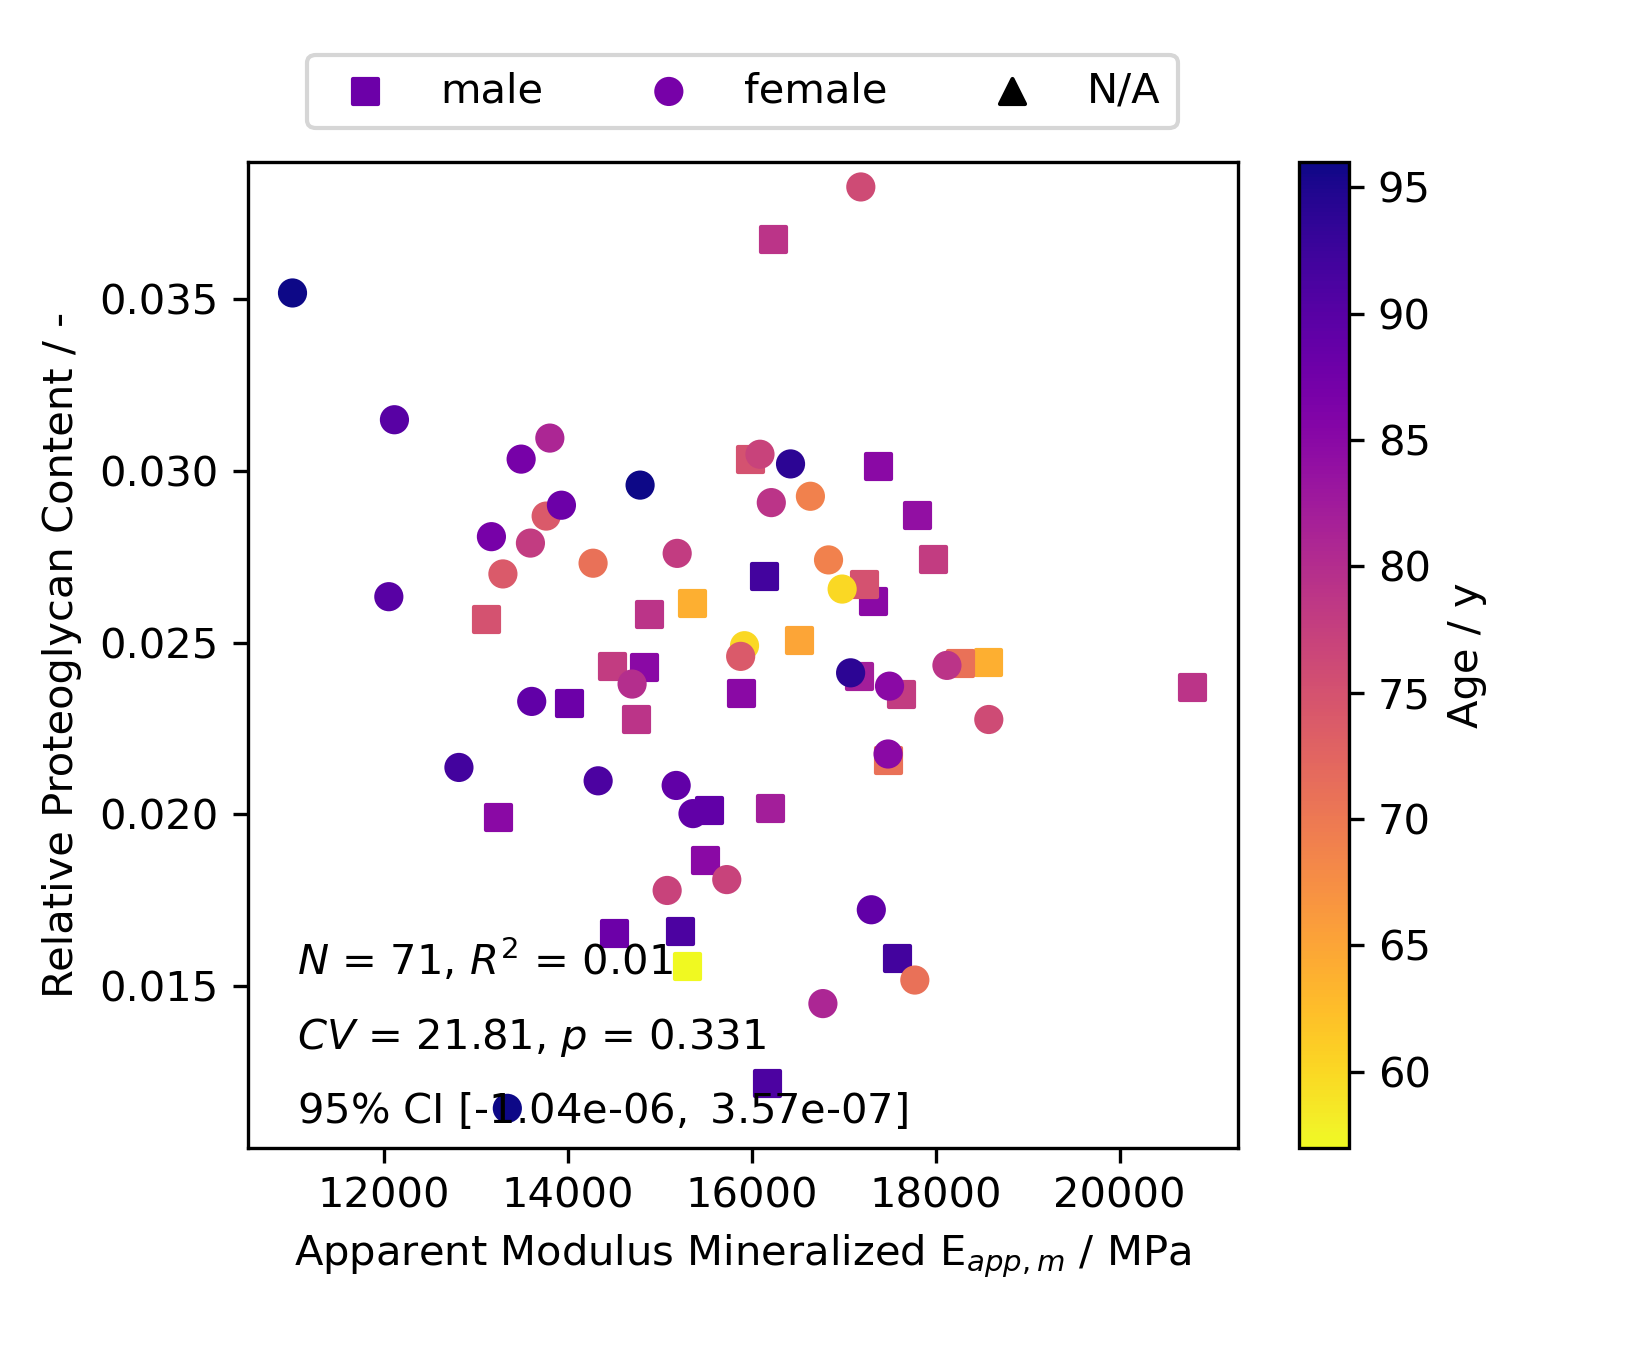 male female N/A
0.035
0.030
0.025
0.020
0.015
Relative Proteoglycan Content / -
N = 71, R² = 0.01
CV = 21.81, p = 0.331
95% CI [-1.04e-06, 3.57e-07]
12000 14000 16000 18000 20000
Apparent Modulus Mineralized E_app,m / MPa
95
90
85
80
75
70
65
60
Age / y